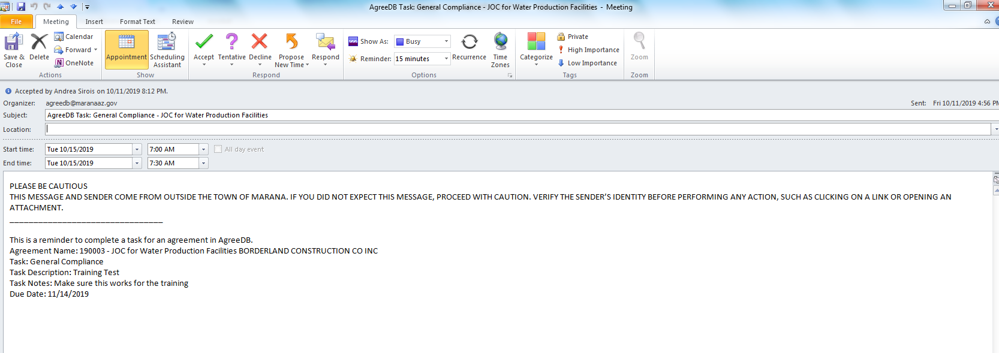 AgreeDB Task: General Compliance - JOC for Water Production Facilities - Meeting
File Meeting Insert Format Text Review
Save & Close Delete Calendar Forward OneNote
Actions
Appointment Scheduling Assistant
Show
Accept Tentative Decline Propose New Time Respond
Respond
Show As: Busy
Reminder: 15 minutes
Recurrence Time Zones
Options
Categorize Private High Importance Low Importance
Tags
Zoom
Zoom
Accepted by Andrea Sirois on 10/11/2019 8:12 PM.
Organizer: agreedb@maranaaz.gov Sent: Fri 10/11/2019 4:56 PM
Subject: AgreeDB Task: General Compliance - JOC for Water Production Facilities
Location:
Start time: Tue 10/15/2019 7:00 AM All day event
End time: Tue 10/15/2019 7:30 AM
PLEASE BE CAUTIOUS
THIS MESSAGE AND SENDER COME FROM OUTSIDE THE TOWN OF MARANA. IF YOU DID NOT EXPECT THIS MESSAGE, PROCEED WITH CAUTION. VERIFY THE SENDER'S IDENTITY BEFORE PERFORMING ANY ACTION, SUCH AS CLICKING ON A LINK OR OPENING AN
ATTACHMENT.
________________________________
This is a reminder to complete a task for an agreement in AgreeDB.
Agreement Name: 190003 - JOC for Water Production Facilities BORDERLAND CONSTRUCTION CO INC
Task: General Compliance
Task Description: Training Test
Task Notes: Make sure this works for the training
Due Date: 11/14/2019